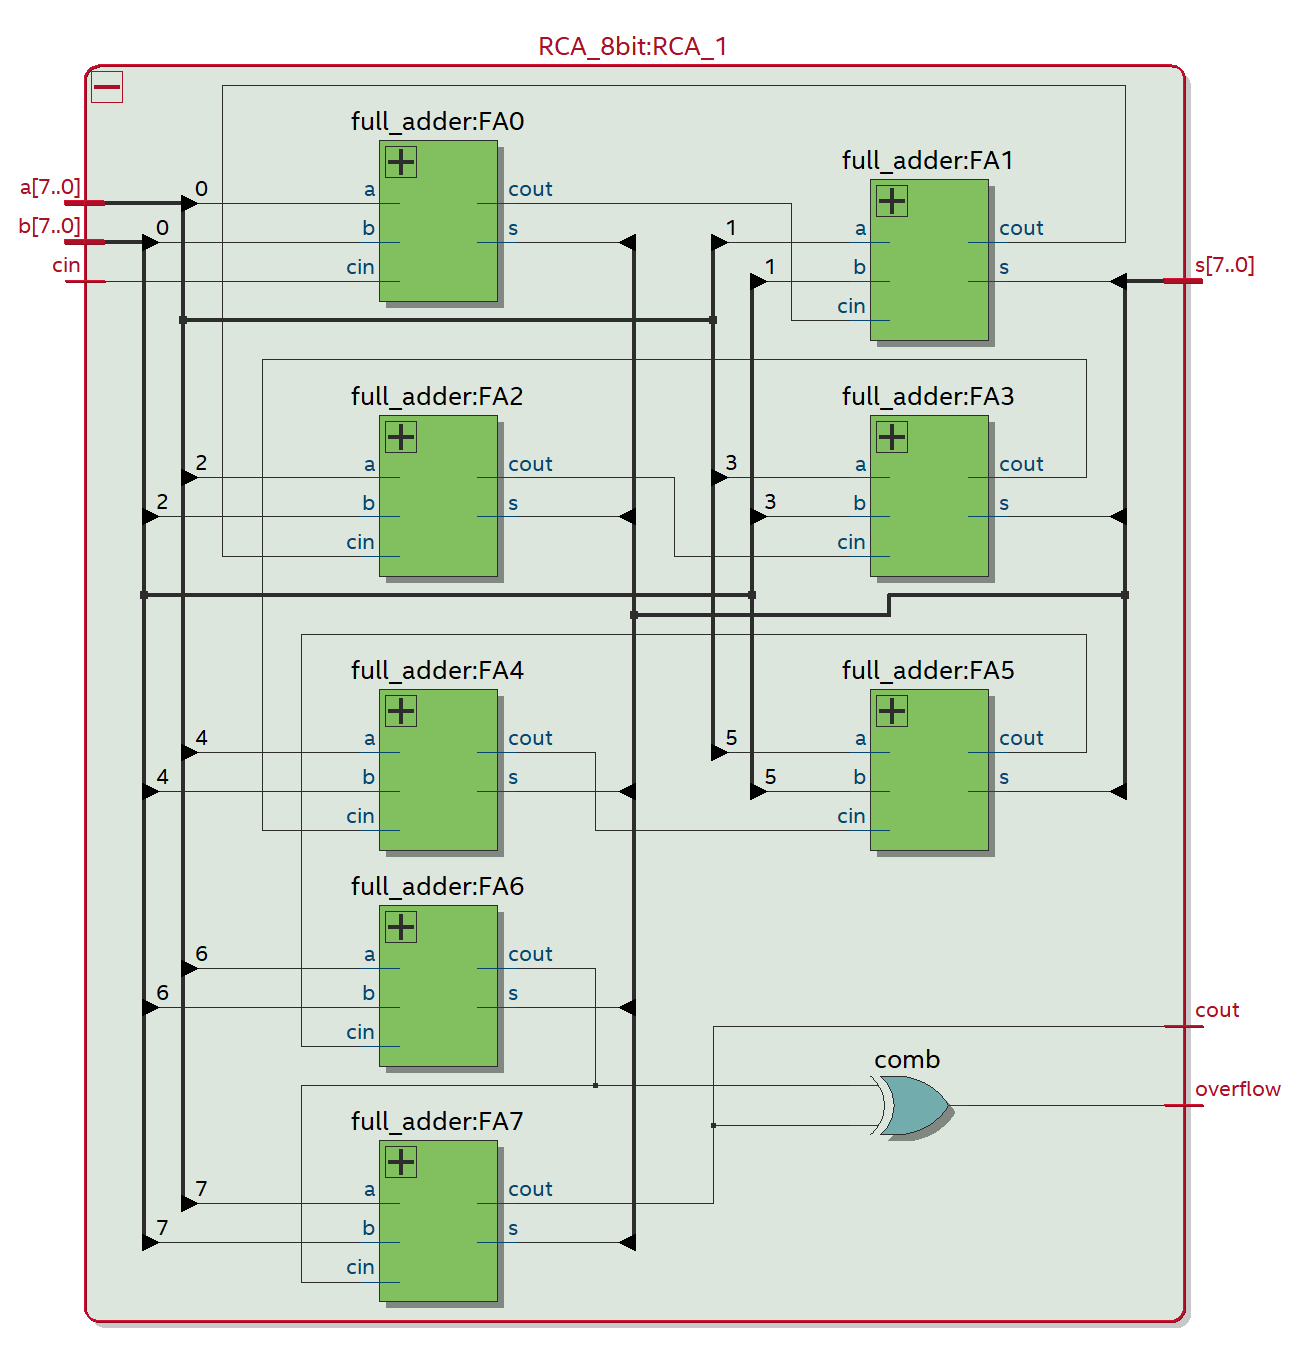 RCA_8bit:RCA_1
full_adder:FA0
full_adder:FA1
a[7..0]
0
a
cout
b[7..0]
0
b
s
1
a
cout
cin
cin
1
b
s
s[7..0]
cin
full_adder:FA2
full_adder:FA3
2
a
cout
3
a
cout
2
b
s
3
b
s
cin
cin
full_adder:FA4
full_adder:FA5
4
a
cout
5
a
cout
4
b
s
5
b
s
cin
cin
full_adder:FA6
6
a
cout
6
b
s
cin
cout
comb
overflow
full_adder:FA7
7
a
cout
7
b
s
cin